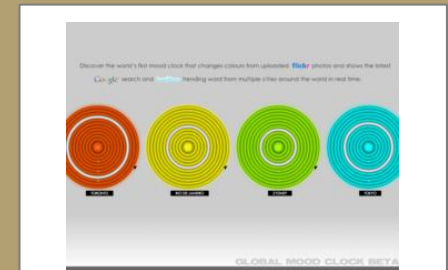 Discover the world's first mood clock that changes colours from uploaded flickr photos and shows the latest
Google search and twitter trending word from multiple cities around the world in real time.
TORONTO RIO DE JANEIRO SYDNEY TOKYO
GLOBAL MOOD CLOCK BETA